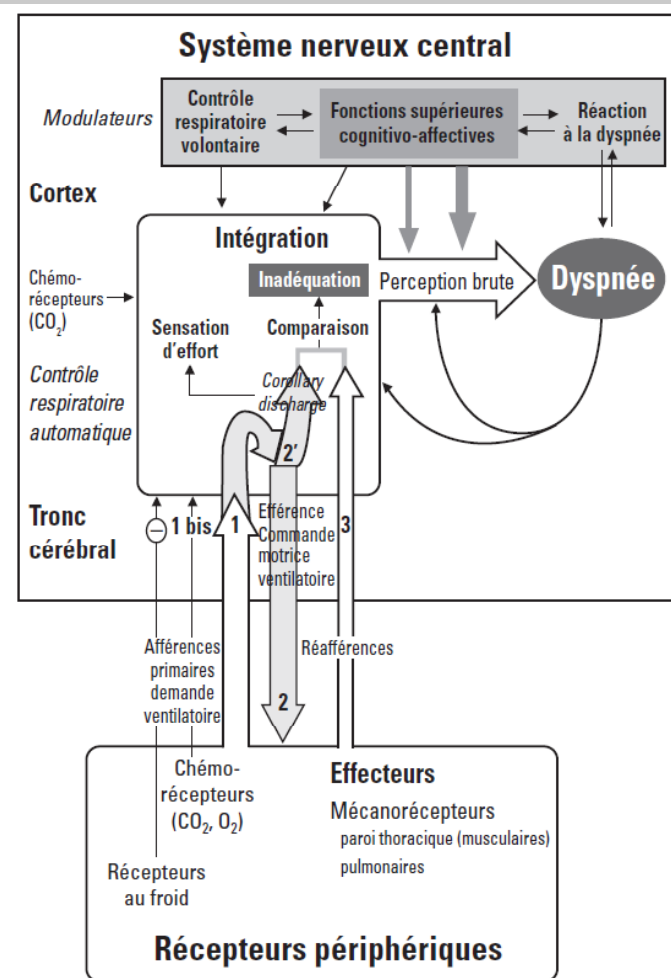 Système nerveux central
Modulateurs
Contrôle
respiratoire
volontaire
Fonctions supérieures
cognitivo-affectives
Réaction
à la dyspnée
Cortex
Intégration
Chémo-
récepteurs
(CO₂)
Inadéquation
Perception brute
Dyspnée
Sensation
d'effort
Comparaison
Contrôle
respiratoire
automatique
Corollary
discharge
2'
Tronc
cérébral
−
1 bis
1
Efférence
Commande
motrice
ventilatoire
3
Afférences
primaires
demande
ventilatoire
Réafférences
2
Chémo-
récepteurs
(CO₂, O₂)
Effecteurs
Mécanorécepteurs
paroi thoracique (musculaires)
pulmonaires
Récepteurs
au froid
Récepteurs périphériques